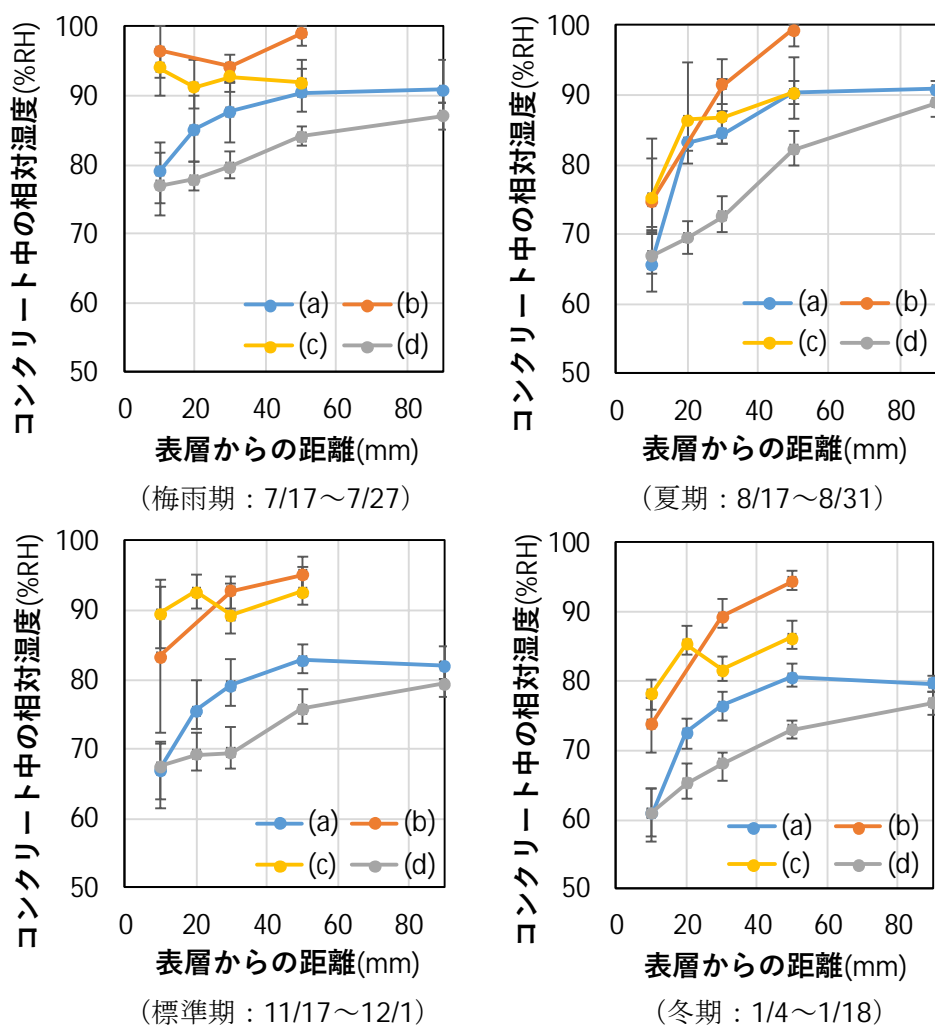 コンクリート中の相対湿度(%RH)
100
90
80
70
60
50
(a) (b)
(c) (d)
0 20 40 60 80
表層からの距離(mm)
（梅雨期：7/17～7/27）
コンクリート中の相対湿度(%RH)
100
90
80
70
60
50
(a) (b)
(c) (d)
0 20 40 60 80
表層からの距離(mm)
（夏期：8/17～8/31）
コンクリート中の相対湿度(%RH)
100
90
80
70
60
50
(a) (b)
(c) (d)
0 20 40 60 80
表層からの距離(mm)
（標準期：11/17～12/1）
コンクリート中の相対湿度(%RH)
100
90
80
70
60
50
(a) (b)
(c) (d)
0 20 40 60 80
表層からの距離(mm)
（冬期：1/4～1/18）